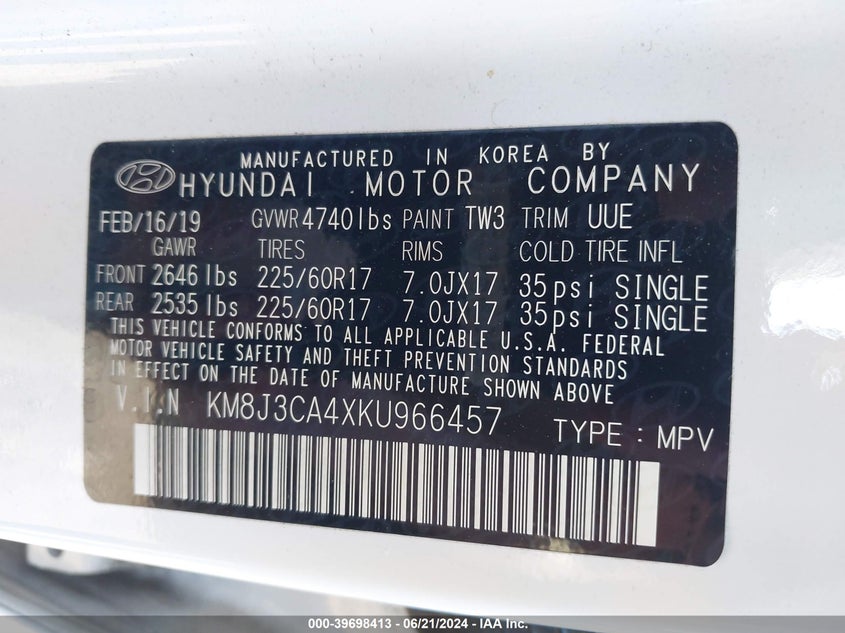 MANUFACTURED IN KOREA BY
HYUNDAI MOTOR COMPANY
FEB/16/19 GVWR 4740lbs PAINT TW3 TRIM UUE
GAWR TIRES RIMS COLD TIRE INFL
FRONT 2646 lbs 225/60R17 7.0JX17 35psi SINGLE
REAR 2535 lbs 225/60R17 7.0JX17 35psi SINGLE
THIS VEHICLE CONFORMS TO ALL APPLICABLE U.S.A. FEDERAL
MOTOR VEHICLE SAFETY AND THEFT PREVENTION STANDARDS
IN EFFECT ON THE DATE OF MANUFACTURE SHOWN ABOVE
V.I.N KM8J3CA4XKU966457
TYPE : MPV
000-39698413 - 06/21/2024 - IAA Inc.